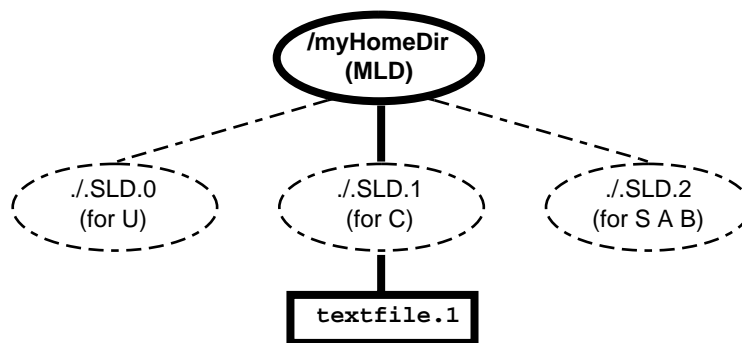 /myHomeDir
(MLD)
./.SLD.0
(for U)
./.SLD.1
(for C)
./.SLD.2
(for S A B)
textfile.1